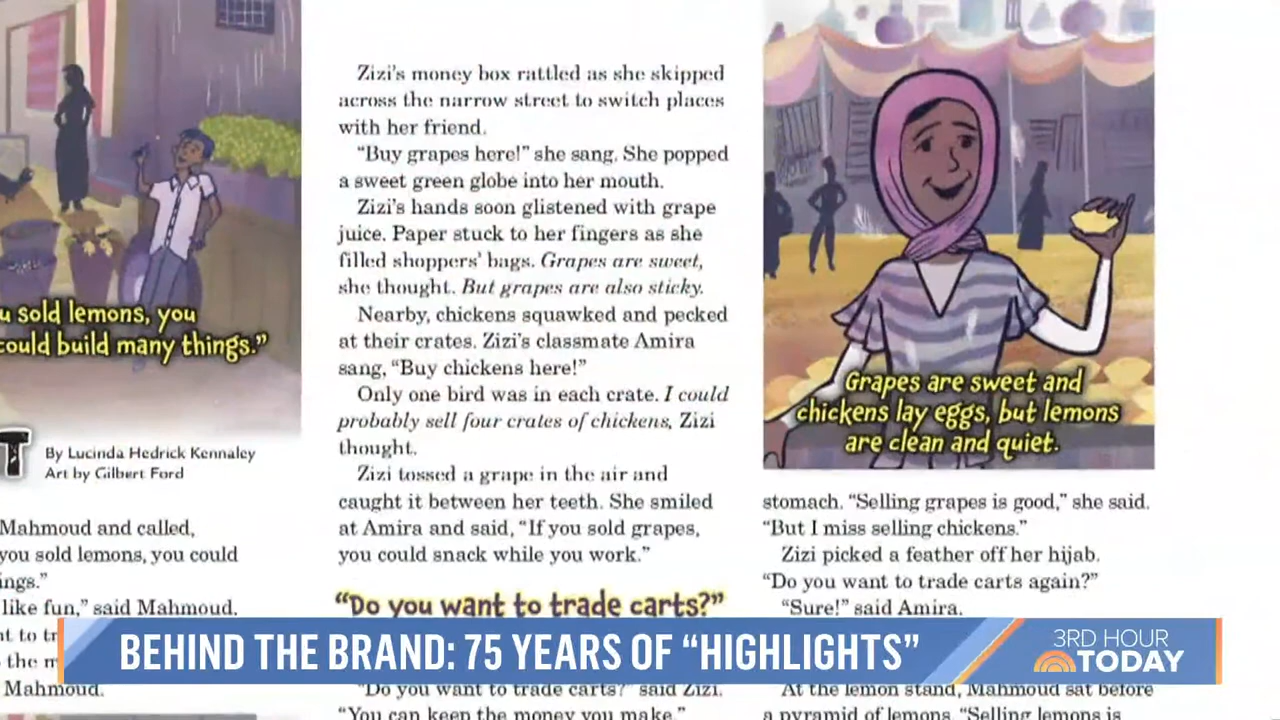 u sold lemons, you
could build many things.”
T
By Lucinda Hedrick Kennaley
Art by Gilbert Ford
Mahmoud and called,
you sold lemons, you could
ings.”
like fun,” said Mahmoud.
nt to tr
the m
Mahmoud.
Zizi’s money box rattled as she skipped
across the narrow street to switch places
with her friend.
“Buy grapes here!” she sang. She popped
a sweet green globe into her mouth.
Zizi’s hands soon glistened with grape
juice. Paper stuck to her fingers as she
filled shoppers’ bags. Grapes are sweet,
she thought. But grapes are also sticky.
Nearby, chickens squawked and pecked
at their crates. Zizi’s classmate Amira
sang, “Buy chickens here!”
Only one bird was in each crate. I could
probably sell four crates of chickens, Zizi
thought.
Zizi tossed a grape in the air and
caught it between her teeth. She smiled
at Amira and said, “If you sold grapes,
you could snack while you work.”
“Do you want to trade carts?”
“Do you want to trade carts?” said Zizi.
“You can keep the money you make.”
Grapes are sweet and
chickens lay eggs, but lemons
are clean and quiet.
stomach. “Selling grapes is good,” she said.
“But I miss selling chickens.”
Zizi picked a feather off her hijab.
“Do you want to trade carts again?”
“Sure!” said Amira.
At the lemon stand, Mahmoud sat before
a pyramid of lemons. “Selling lemons is
BEHIND THE BRAND: 75 YEARS OF “HIGHLIGHTS”
3RD HOUR
TODAY